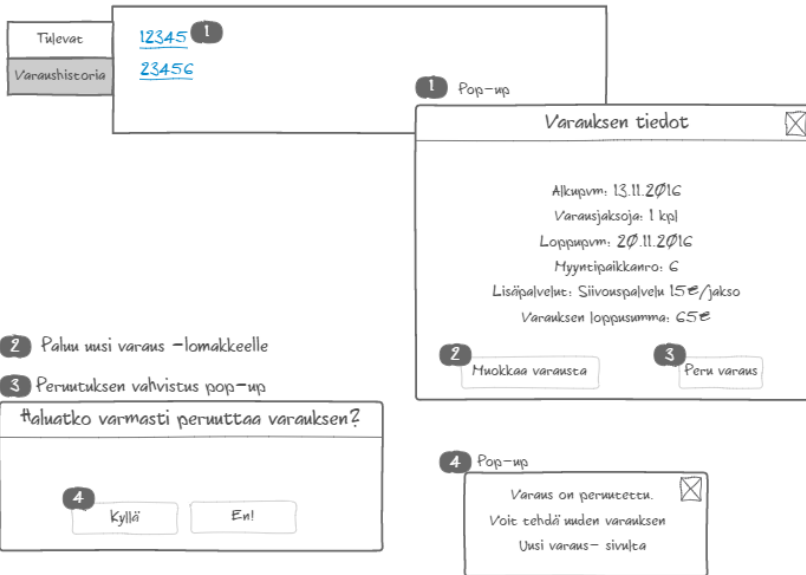 Tulevat
Varaushistoria
12345 1
23456
1 Pop-up
Varauksen tiedot
Alkupvm: 13.11.2016
Varausjaksoja: 1 kpl
Loppupvm: 20.11.2016
Myyntipaikkanro: 6
Lisäpalvelut: Siivouspalvelu 15€/jakso
Varauksen loppusumma: 65€
2 Muokkaa varausta
3 Peru varaus
2 Paluu uusi varaus -lomakkeelle
3 Peruutuksen vahvistus pop-up
Haluatko varmasti peruuttaa varauksen?
4 Kyllä
En!
4 Pop-up
Varaus on peruutettu.
Voit tehdä uuden varauksen
Uusi varaus- sivulta